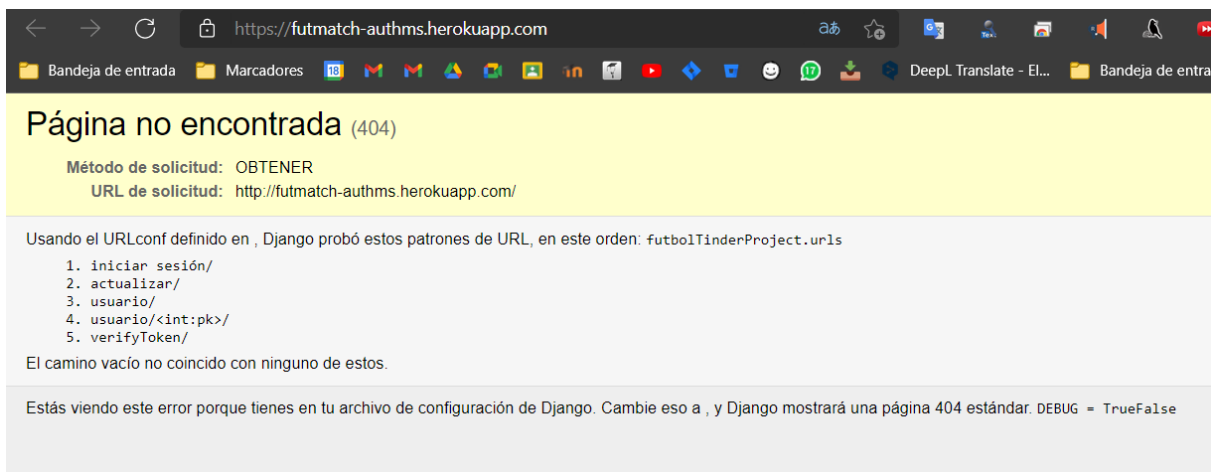 https://futmatch-authms.herokuapp.com
Bandeja de entrada Marcadores 18 17 DeepL Translate - El... Bandeja de entra
Página no encontrada (404)
Método de solicitud: OBTENER
URL de solicitud: http://futmatch-authms.herokuapp.com/
Usando el URLconf definido en , Django probó estos patrones de URL, en este orden: futbolTinderProject.urls
1. iniciar sesión/
2. actualizar/
3. usuario/
4. usuario/<int:pk>/
5. verifyToken/
El camino vacío no coincido con ninguno de estos.
Estás viendo este error porque tienes en tu archivo de configuración de Django. Cambie eso a , y Django mostrará una página 404 estándar. DEBUG = TrueFalse